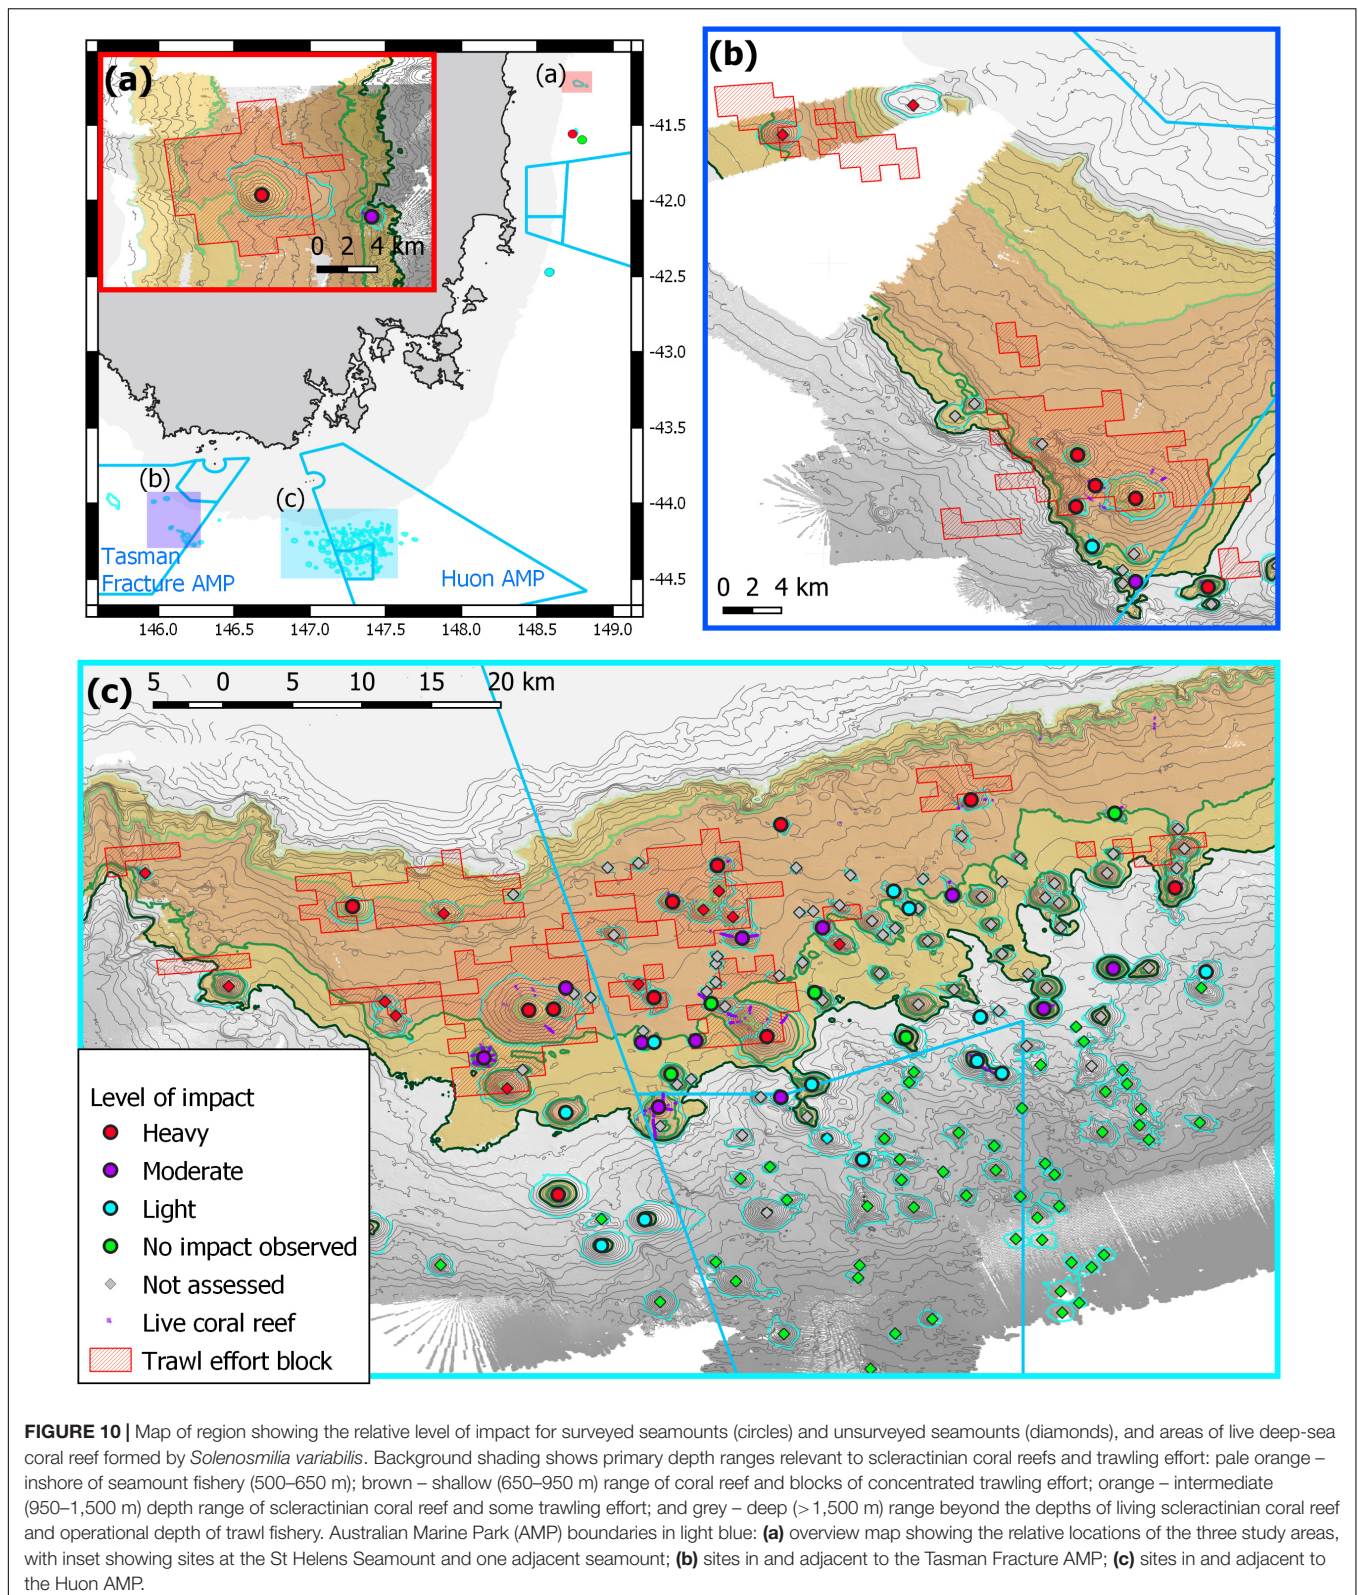 (a)
(a)
0 2 4 km
-41.5
-42.0
-42.5
-43.0
-43.5
-44.0
-44.5
(b)
(c)
Tasman
Fracture AMP
Huon AMP
146.0 146.5 147.0 147.5 148.0 148.5 149.0
(b)
0 2 4 km
(c)
5 0 5 10 15 20 km
Level of impact
Heavy
Moderate
Light
No impact observed
Not assessed
Live coral reef
Trawl effort block
FIGURE 10 | Map of region showing the relative level of impact for surveyed seamounts (circles) and unsurveyed seamounts (diamonds), and areas of live deep-sea
coral reef formed by Solenosmilia variabilis. Background shading shows primary depth ranges relevant to scleractinian coral reefs and trawling effort: pale orange –
inshore of seamount fishery (500–650 m); brown – shallow (650–950 m) range of coral reef and blocks of concentrated trawling effort; orange – intermediate
(950–1,500 m) depth range of scleractinian coral reef and some trawling effort; and grey – deep (>1,500 m) range beyond the depths of living scleractinian coral reef
and operational depth of trawl fishery. Australian Marine Park (AMP) boundaries in light blue: (a) overview map showing the relative locations of the three study areas,
with inset showing sites at the St Helens Seamount and one adjacent seamount; (b) sites in and adjacent to the Tasman Fracture AMP; (c) sites in and adjacent to
the Huon AMP.